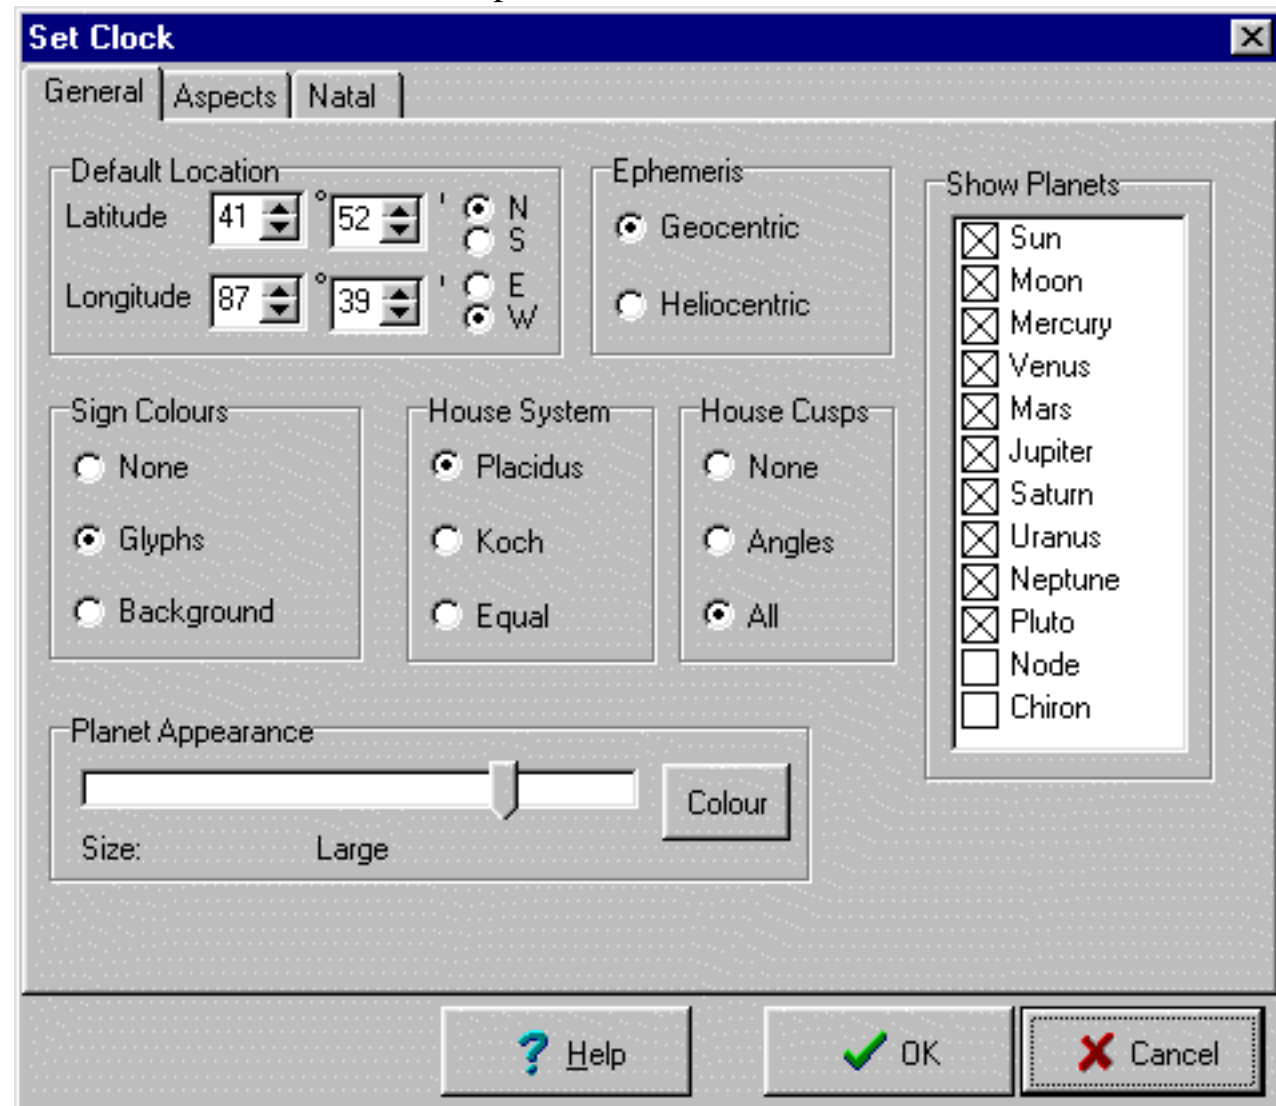 Set Clock
General Aspects Natal
Default Location
Latitude 41 ° 52 ' N
S
Longitude 87 ° 39 ' E
W
Ephemeris
Geocentric
Heliocentric
Show Planets
Sun
Moon
Mercury
Venus
Mars
Jupiter
Saturn
Uranus
Neptune
Pluto
Node
Chiron
Sign Colours
None
Glyphs
Background
House System
Placidus
Koch
Equal
House Cusps
None
Angles
All
Planet Appearance
Colour
Size: Large
? Help
OK
Cancel